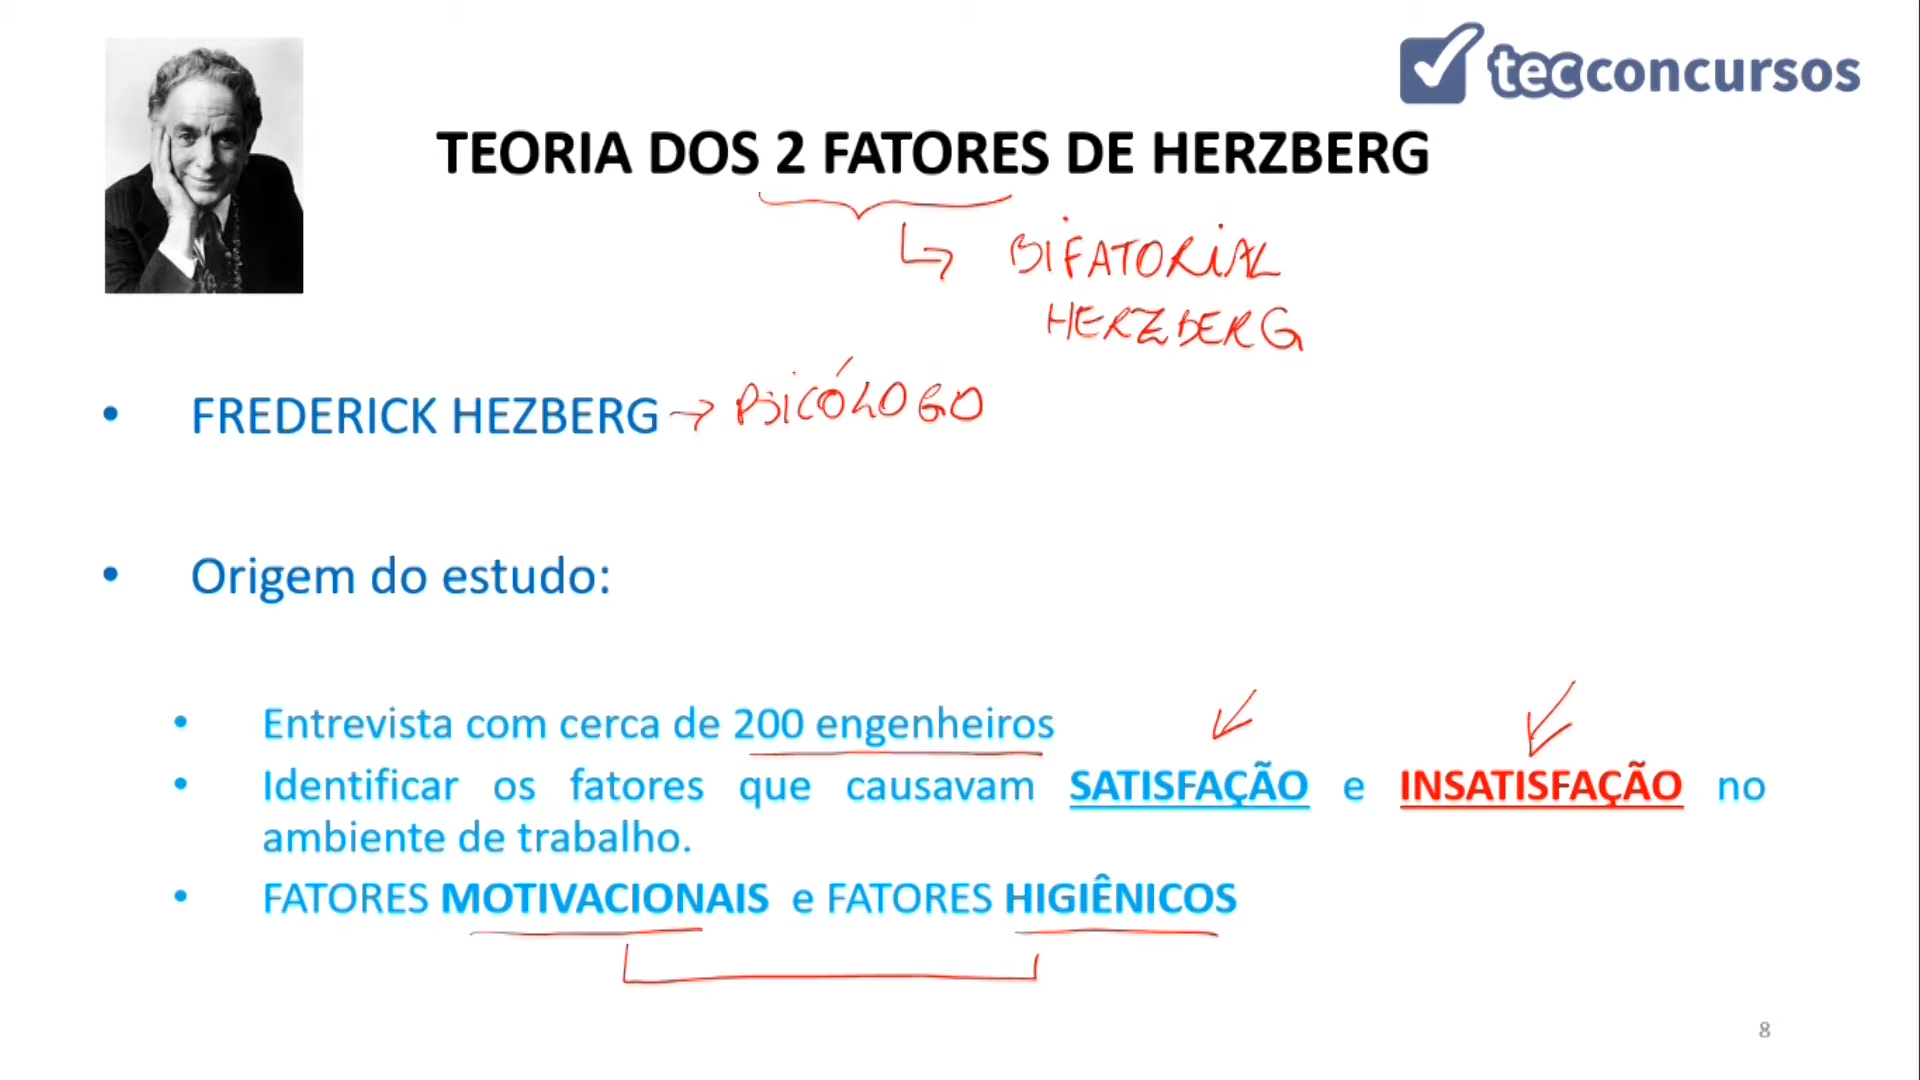 tecconcursos
TEORIA DOS 2 FATORES DE HERZBERG
BIFATORIAL
HERZBERG
• FREDERICK HEZBERG → PSICÓLOGO
• Origem do estudo:
• Entrevista com cerca de 200 engenheiros
• Identificar os fatores que causavam SATISFAÇÃO e INSATISFAÇÃO no
ambiente de trabalho.
• FATORES MOTIVACIONAIS e FATORES HIGIÊNICOS
8